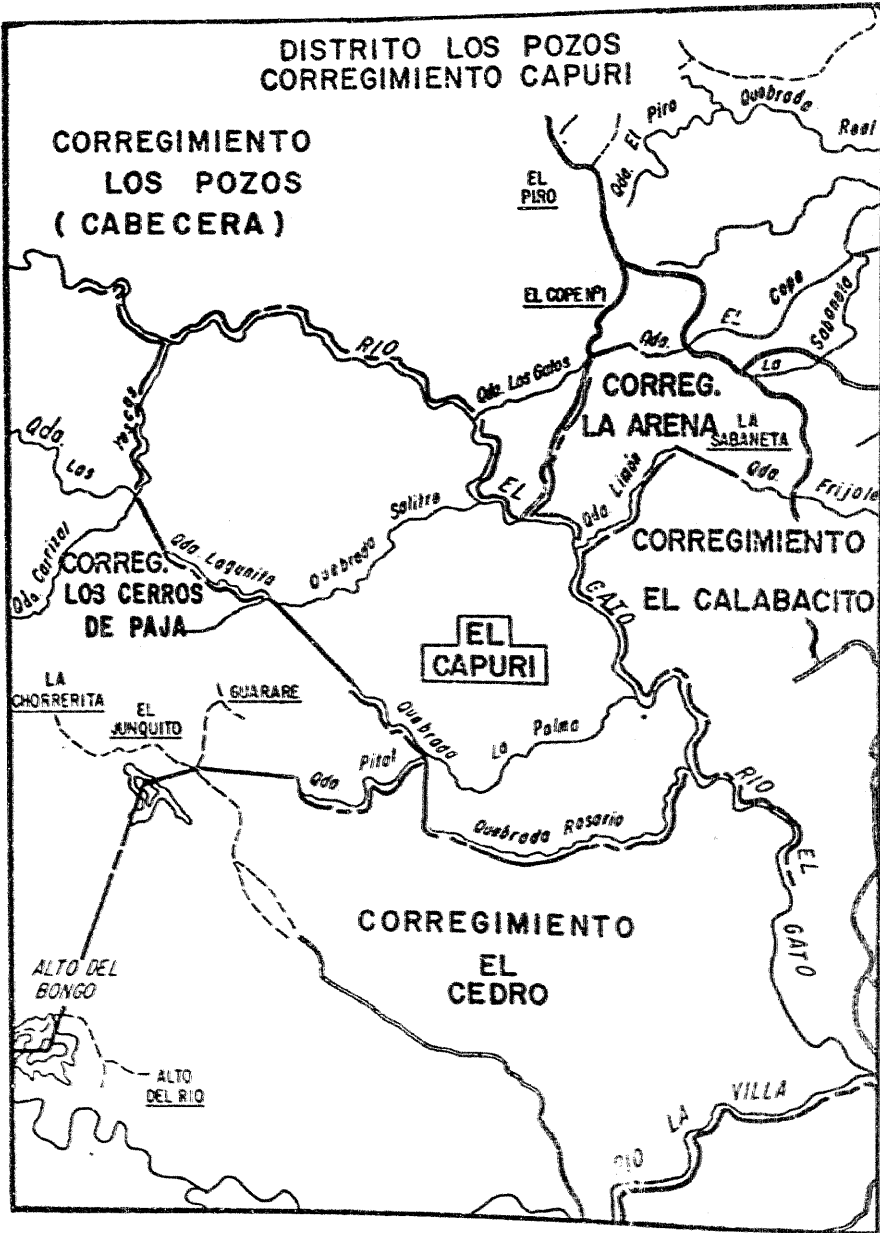 DISTRITO LOS POZOS
CORREGIMIENTO CAPURI
CORREGIMIENTO
LOS POZOS
( CABECERA )
Qda. El Piro
Quebrada Real
EL
PIRO
EL COPE Nº1
Qda. EL Cope
La Sabaneta
RIO
Qda. Los Gatos
CORREG.
LA ARENA
LA
SABANETA
Qda.
Las
EL
Qda. Limón
Qda. Frijole
Quebrada Salitre
Qda. Carrizal
Qda. Lagunita
CORREG.
LOS CERROS
DE PAJA
CORREGIMIENTO
EL CALABACITO
GATO
EL
CAPURI
LA
CHORRERITA
EL
JUNQUITO
GUARARE
Quebrada
La Palma
Qda Pital
Quebrada Rosario
RIO
EL
GATO
CORREGIMIENTO
EL
CEDRO
ALTO DEL
BONGO
ALTO
DEL RIO
RIO LA VILLA